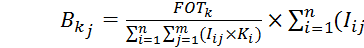 B_{kj} = \frac{FOT_k}{\sum_{i=1}^{n} \sum_{j=1}^{m} (I_{ij} \times K_i)} \times \sum_{i=1}^{n} (I_{ij}